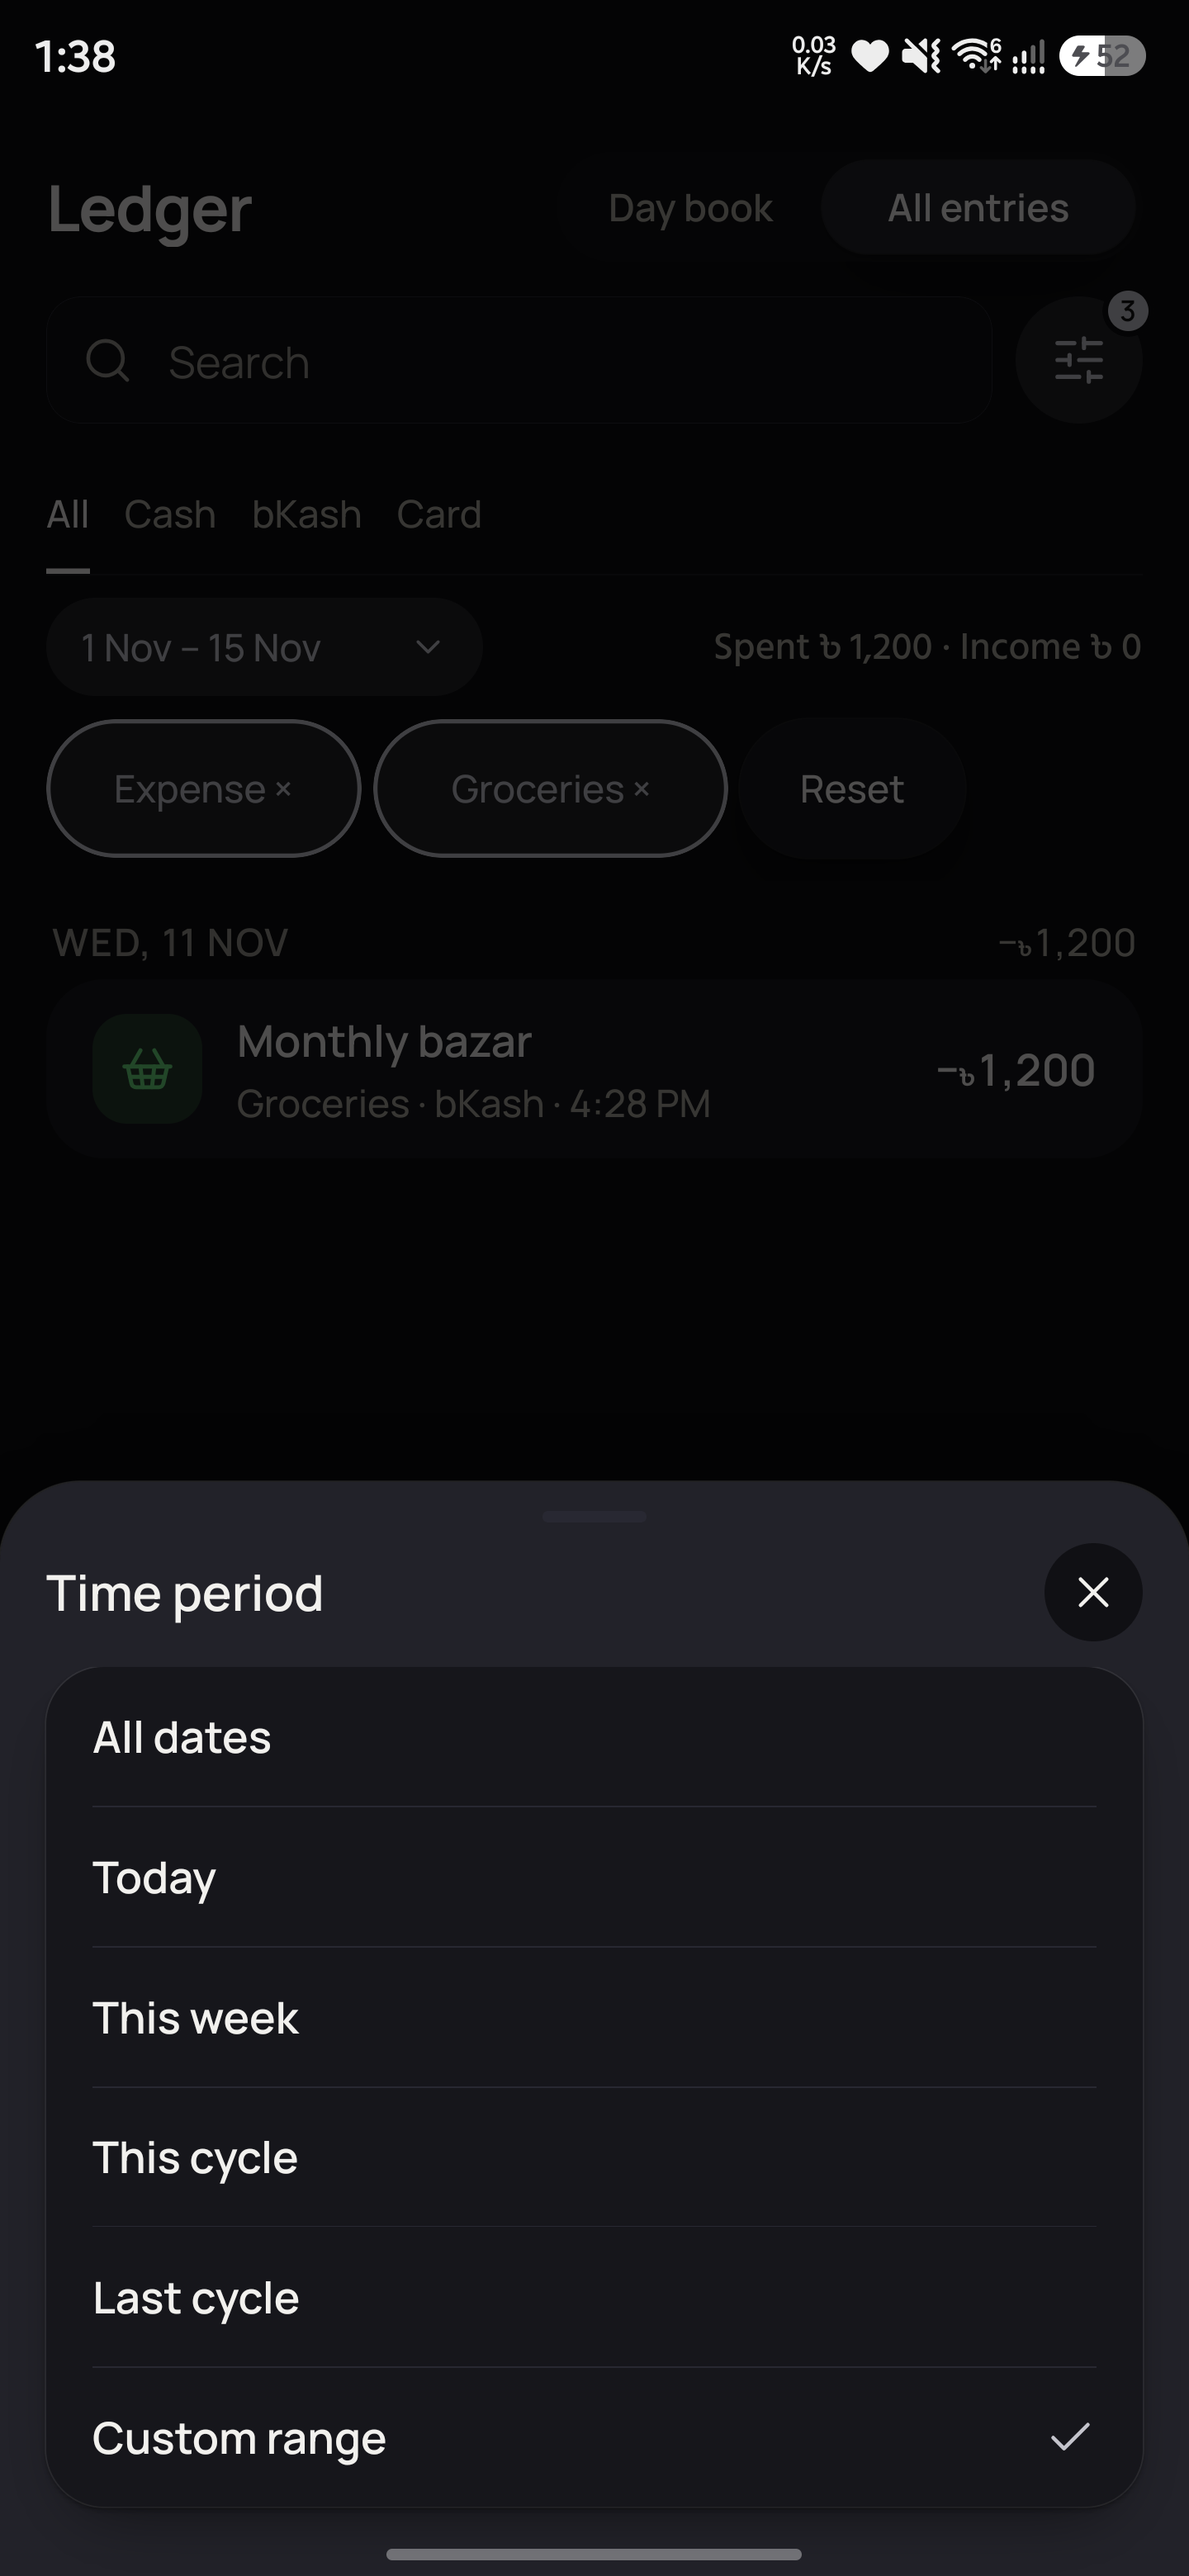 1:38
0.03
K/s
6
52
Ledger
Day book
All entries
3
Search
All Cash bKash Card
1 Nov – 15 Nov
Spent ৳ 1,200 · Income ৳ 0
Expense ×
Groceries ×
Reset
WED, 11 NOV
−৳1,200
Monthly bazar
Groceries · bKash · 4:28 PM
−৳1,200
Time period
All dates
Today
This week
This cycle
Last cycle
Custom range